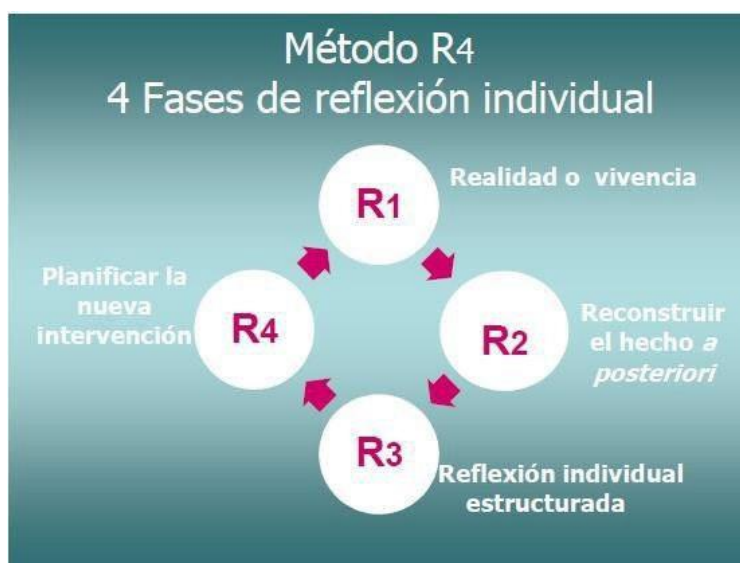 Método R4
4 Fases de reflexión individual
R1
Realidad o vivencia
R2
Reconstruir
el hecho a
posteriori
R3
Reflexión individual
estructurada
R4
Planificar la
nueva
intervención